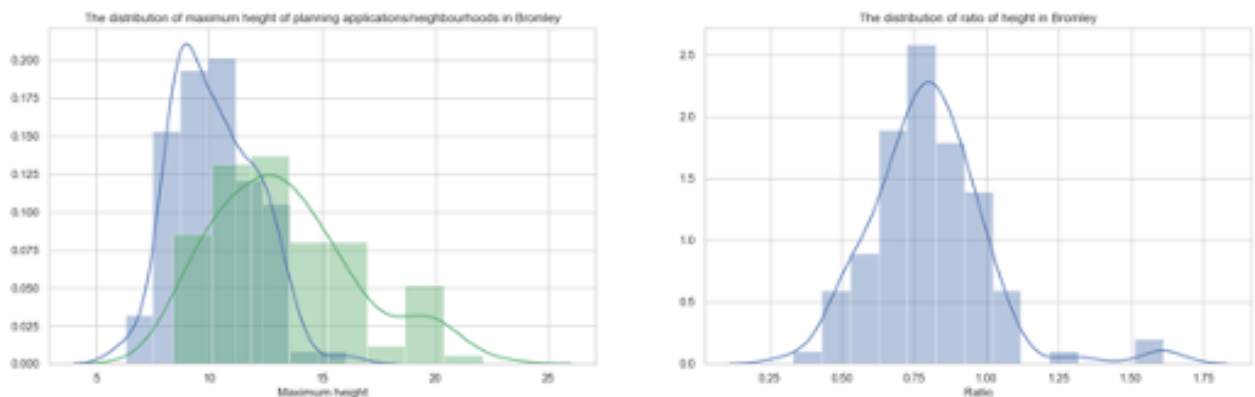 The distribution of maximum height of planning applications/neighbourhoods in Bromley
0.200
0.175
0.150
0.125
0.100
0.075
0.050
0.025
0.000
5 10 15 20 25
Maximum height
The distribution of ratio of height in Bromley
2.5
2.0
1.5
1.0
0.5
0.0
0.25 0.50 0.75 1.00 1.25 1.50 1.75
Ratio